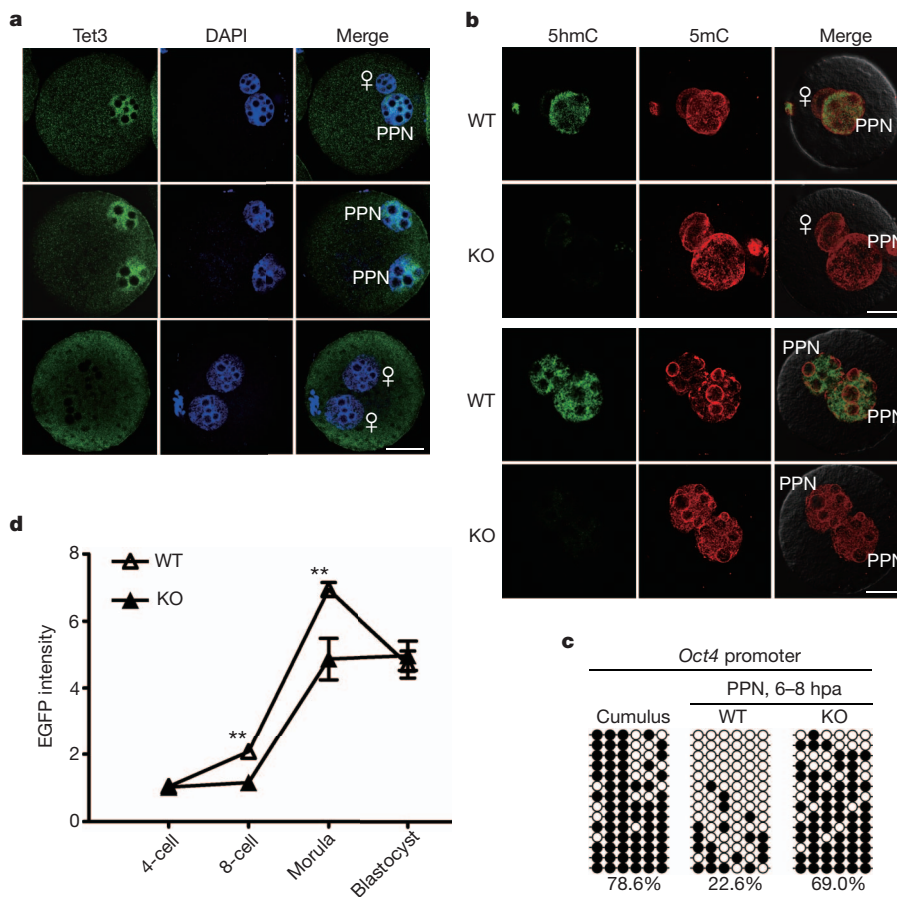 a
Tet3 DAPI Merge
♀
PPN
PPN
PPN
♀
♀
b
5hmC 5mC Merge
WT
♀
PPN
KO
♀
PPN
WT
PPN
PPN
KO
PPN
PPN
c
Oct4 promoter
PPN, 6–8 hpa
Cumulus WT KO
78.6% 22.6% 69.0%
d
EGFP intensity
8
6
4
2
0
WT
KO
**
**
4-cell
8-cell
Morula
Blastocyst